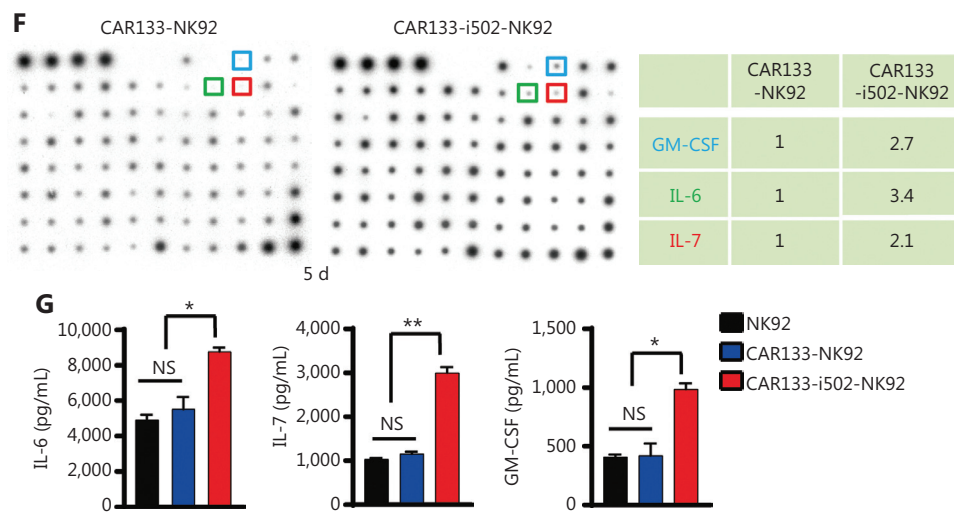 F
CAR133-NK92
CAR133-i502-NK92
5 d
CAR133
-NK92
CAR133
-i502-NK92
GM-CSF 1 2.7
IL-6 1 3.4
IL-7 1 2.1
G
IL-6 (pg/mL)
10,000
8,000
6,000
4,000
2,000
0
NS
*
IL-7 (pg/mL)
4,000
3,000
2,000
1,000
0
NS
**
GM-CSF (pg/mL)
1,500
1,000
500
0
NS
*
NK92
CAR133-NK92
CAR133-i502-NK92